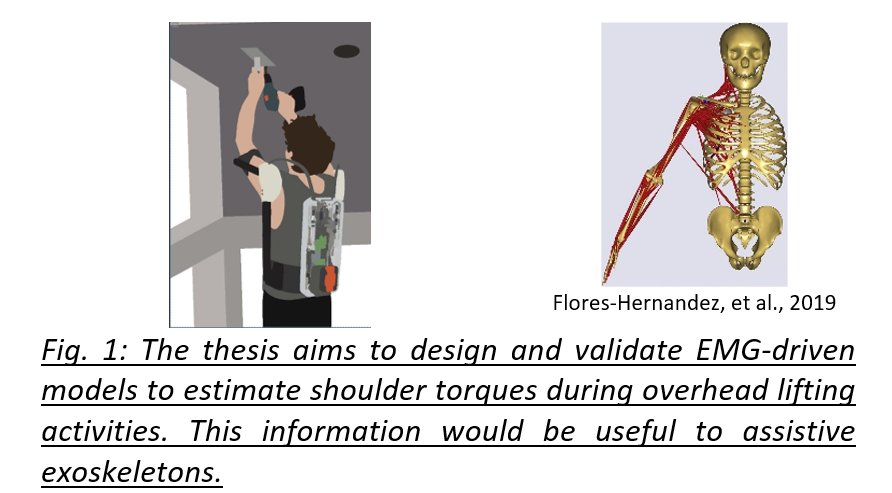 Flores-Hernandez, et al., 2019
Fig. 1: The thesis aims to design and validate EMG-driven
models to estimate shoulder torques during overhead lifting
activities. This information would be useful to assistive
exoskeletons.